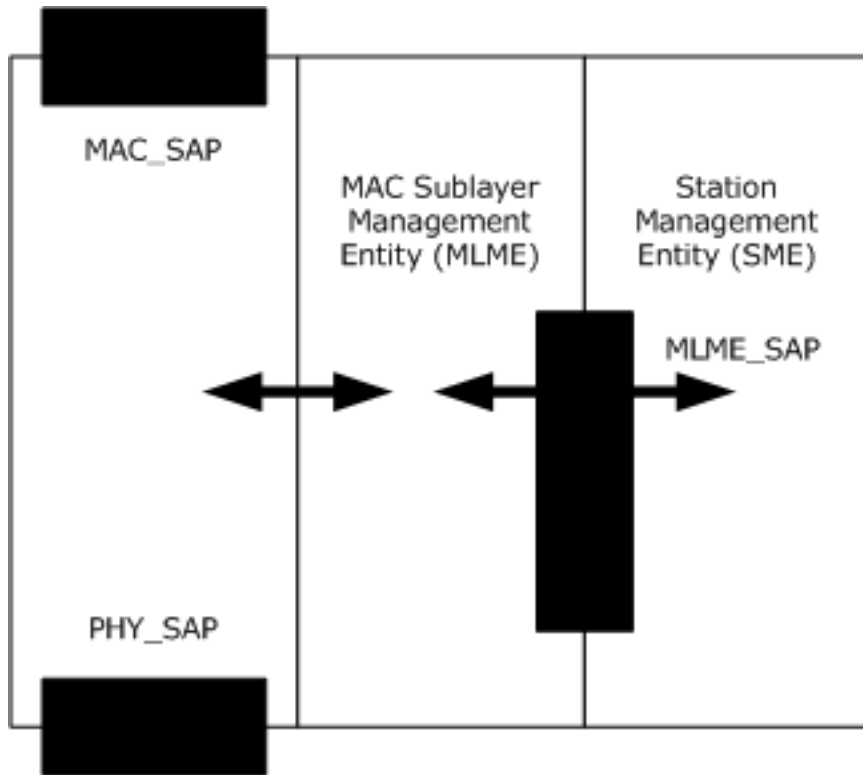 MAC_SAP
MAC Sublayer
Management
Entity (MLME)
Station
Management
Entity (SME)
MLME_SAP
PHY_SAP